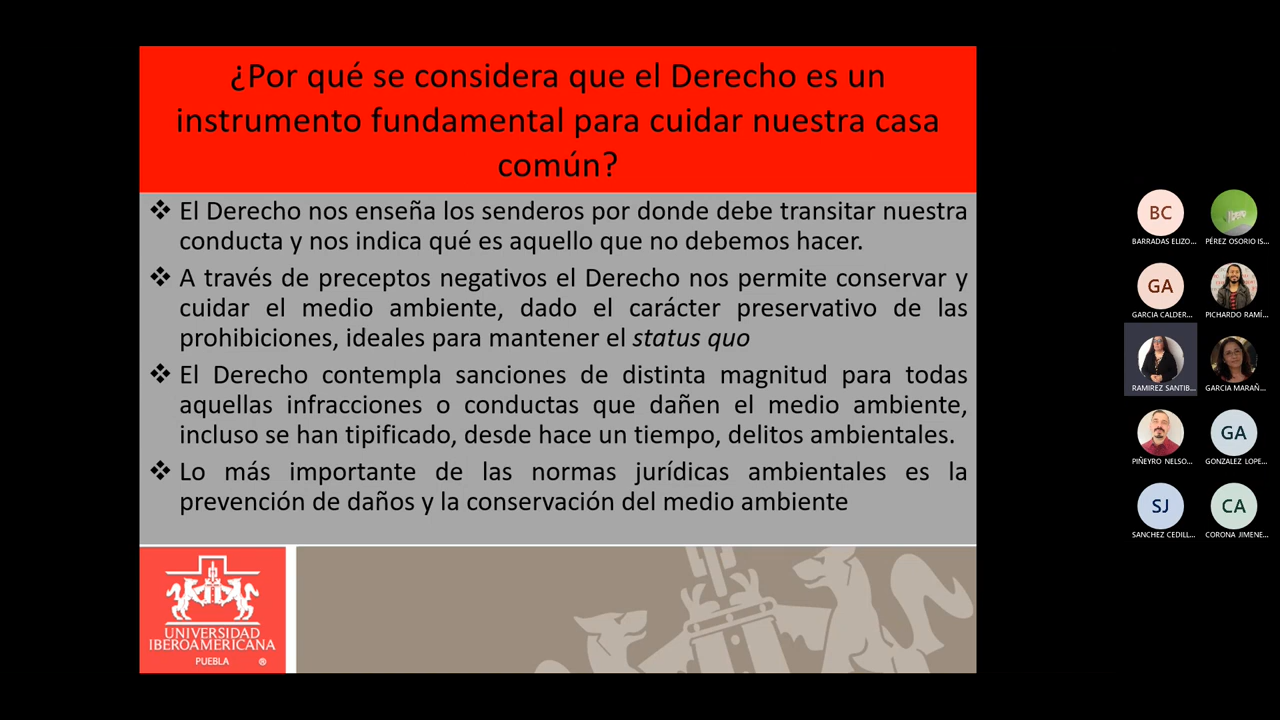 ¿Por qué se considera que el Derecho es un
instrumento fundamental para cuidar nuestra casa
común?
❖ El Derecho nos enseña los senderos por donde debe transitar nuestra
conducta y nos indica qué es aquello que no debemos hacer.
❖ A través de preceptos negativos el Derecho nos permite conservar y
cuidar el medio ambiente, dado el carácter preservativo de las
prohibiciones, ideales para mantener el status quo
❖ El Derecho contempla sanciones de distinta magnitud para todas
aquellas infracciones o conductas que dañen el medio ambiente,
incluso se han tipificado, desde hace un tiempo, delitos ambientales.
❖ Lo más importante de las normas jurídicas ambientales es la
prevención de daños y la conservación del medio ambiente
UNIVERSIDAD
IBEROAMERICANA
PUEBLA ®
BC
BARRADAS ELIZO...
PÉREZ OSORIO IS...
GA
GARCIA CALDER...
PICHARDO RAMÍ...
RAMIREZ SANTIB...
GARCIA MARAÑ...
PIÑEYRO NELSO...
GA
GONZALEZ LOPE...
SJ
SANCHEZ CEDILL...
CA
CORONA JIMENE...